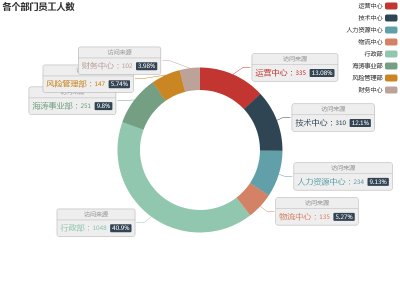 各个部门员工人数
运营中心
技术中心
人力资源中心
物流中心
行政部
海涛事业部
风险管理部
财务中心
访问来源
财务中心：102 3.98%
访问来源
运营中心：335 13.08%
风险管理部：147 5.74%
访问来源
海涛事业部：251 9.8%
访问来源
技术中心：310 12.1%
访问来源
人力资源中心：234 9.13%
访问来源
物流中心：135 5.27%
访问来源
行政部：1048 40.9%